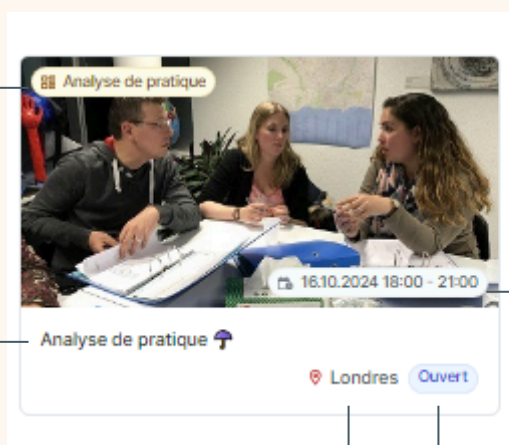 Analyse de pratique
16.10.2024 18:00 - 21:00
Analyse de pratique ☂
Londres
Ouvert